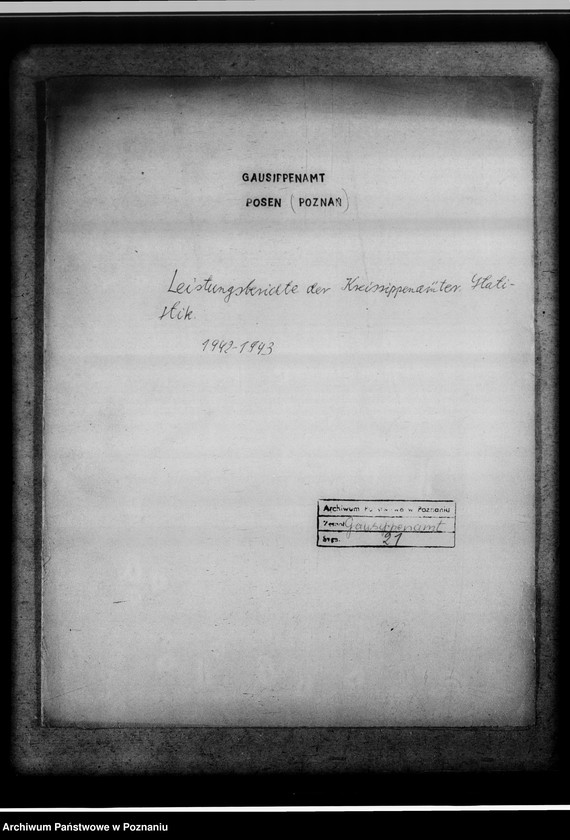 GAUSIPPENAMT
POSEN (POZNAŃ)
Leistungsberichte der Kreissippenämter. Stati-
stik.
1942-1943
Archiwum Państwowe w Poznaniu
Zespół Gausippenamt
Sygn. 21
Archiwum Państwowe w Poznaniu